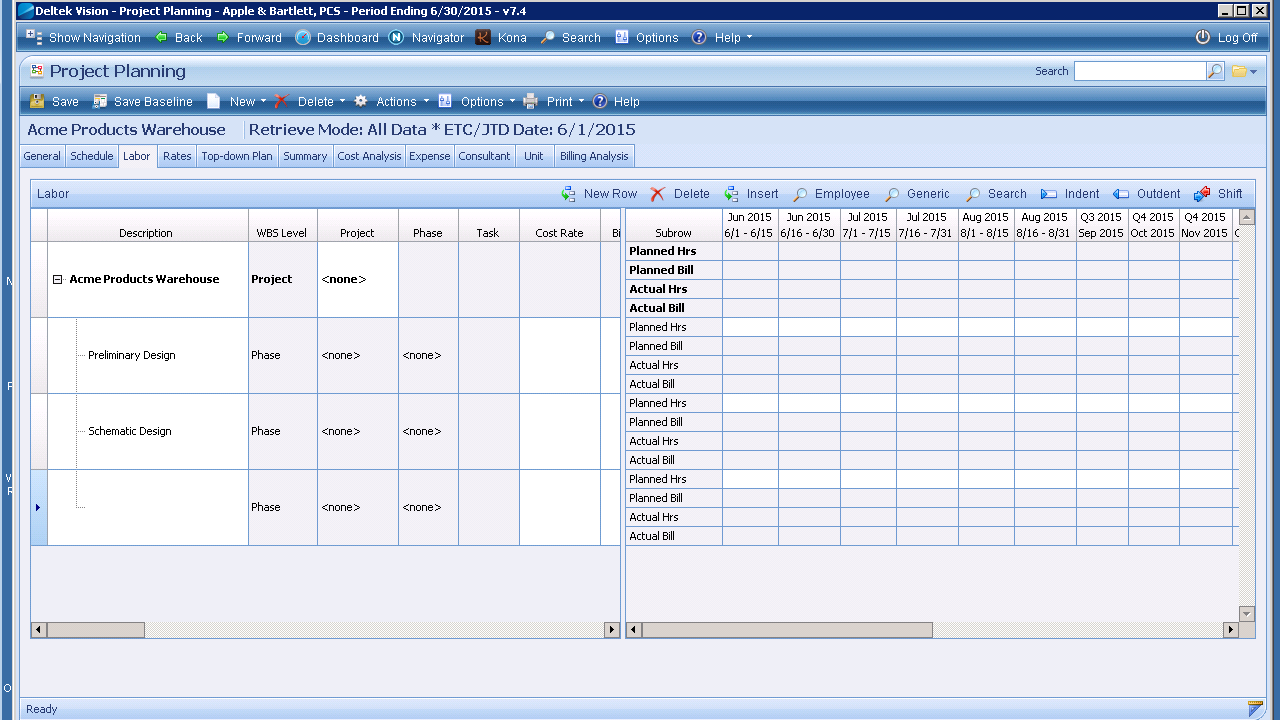 Deltek Vision - Project Planning - Apple & Bartlett, PCS - Period Ending 6/30/2015 - v7.4
Show Navigation Back Forward Dashboard Navigator Kona Search Options Help Log Off
Project Planning Search
Save Save Baseline New Delete Actions Options Print Help
Acme Products Warehouse Retrieve Mode: All Data * ETC/JTD Date: 6/1/2015
General Schedule Labor Rates Top-down Plan Summary Cost Analysis Expense Consultant Unit Billing Analysis
Labor New Row Delete Insert Employee Generic Search Indent Outdent Shift
Jun 2015 Jun 2015 Jul 2015 Jul 2015 Aug 2015 Aug 2015 Q3 2015 Q4 2015 Q4 2015
Description WBS Level Project Phase Task Cost Rate Bi Subrow 6/1 - 6/15 6/16 - 6/30 7/1 - 7/15 7/16 - 7/31 8/1 - 8/15 8/16 - 8/31 Sep 2015 Oct 2015 Nov 2015
Planned Hrs
Planned Bill
Acme Products Warehouse Project <none>
Actual Hrs
Actual Bill
Planned Hrs
Planned Bill
Preliminary Design Phase <none> <none>
Actual Hrs
Actual Bill
Planned Hrs
Planned Bill
Schematic Design Phase <none> <none>
Actual Hrs
Actual Bill
Planned Hrs
Planned Bill
Phase <none> <none>
Actual Hrs
Actual Bill
Ready